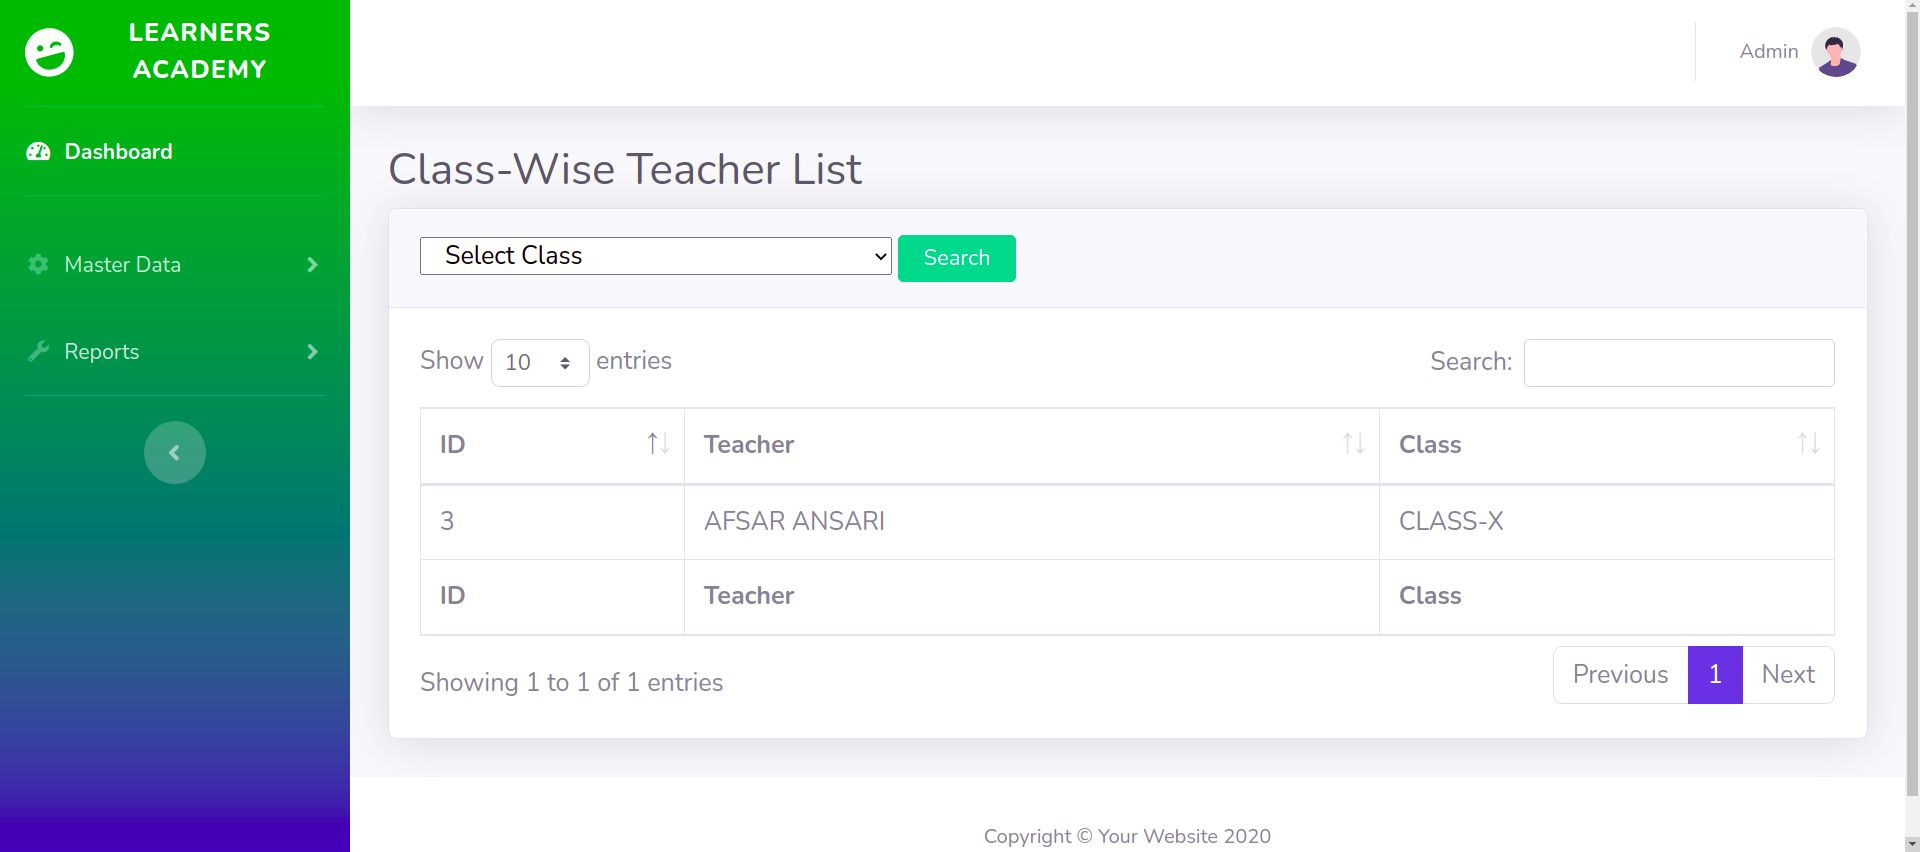 LEARNERS
ACADEMY
Admin
Dashboard
Master Data
Reports
Class-Wise Teacher List
Select Class Search
Show 10 entries Search:
ID Teacher Class
3 AFSAR ANSARI CLASS-X
ID Teacher Class
Showing 1 to 1 of 1 entries
Previous 1 Next
Copyright © Your Website 2020